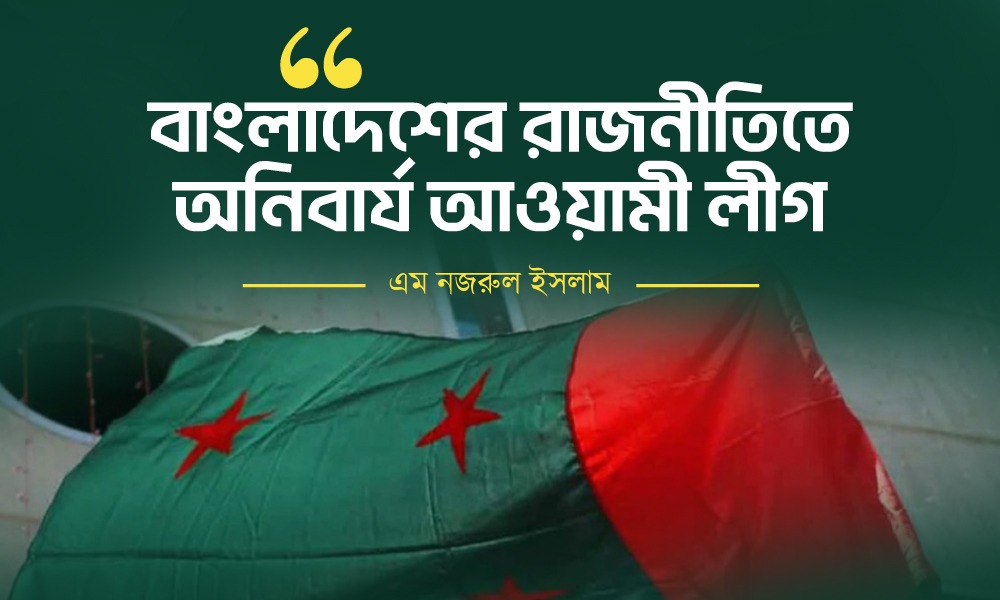 “
বাংলাদেশের রাজনীতিতে
অনিবার্য আওয়ামী লীগ
এম নজরুল ইসলাম